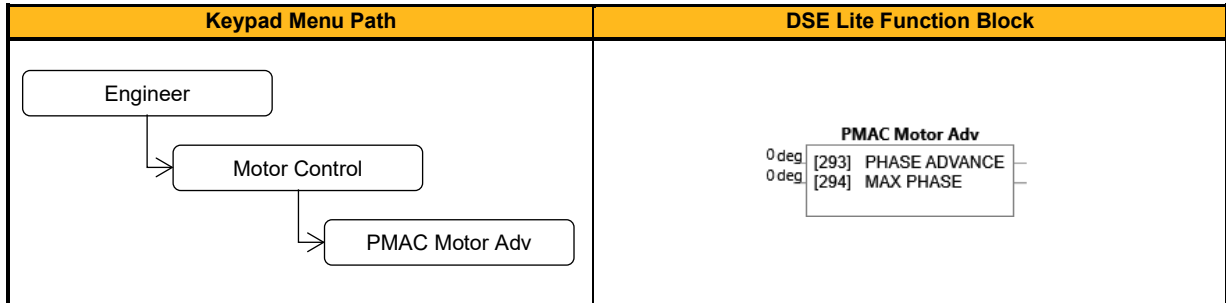 Keypad Menu Path
DSE Lite Function Block
Engineer
Motor Control
PMAC Motor Adv
PMAC Motor Adv
0 deg [293] PHASE ADVANCE
0 deg [294] MAX PHASE